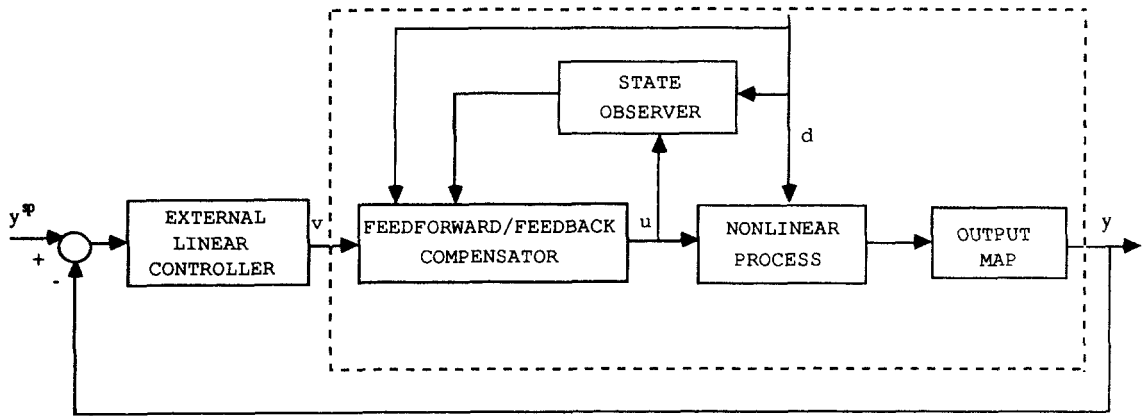 STATE
OBSERVER
d
y^sp
+
-
EXTERNAL
LINEAR
CONTROLLER
v
FEEDFORWARD/FEEDBACK
COMPENSATOR
u
NONLINEAR
PROCESS
OUTPUT
MAP
y